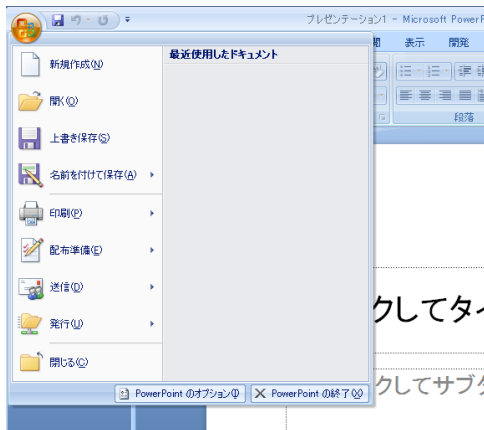 プレゼンテーション1 - Microsoft PowerP
表示 開発
最近使用したドキュメント
新規作成(N)
開く(O)
上書き保存(S)
名前を付けて保存(A)
印刷(P)
配布準備(E)
送信(D)
発行(U)
閉じる(C)
段落
クしてタイ
クしてサブタ
PowerPoint のオプション(I) PowerPoint の終了(X)